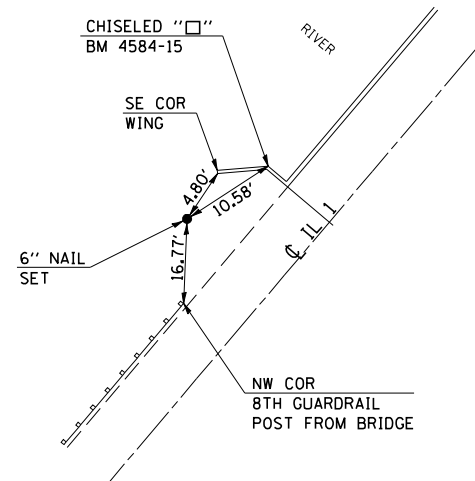 CHISELED "□"
BM 4584-15
RIVER
SE COR
WING
4.80'
10.58'
℄ IL 1
6" NAIL
SET
16.77'
NW COR
8TH GUARDRAIL
POST FROM BRIDGE